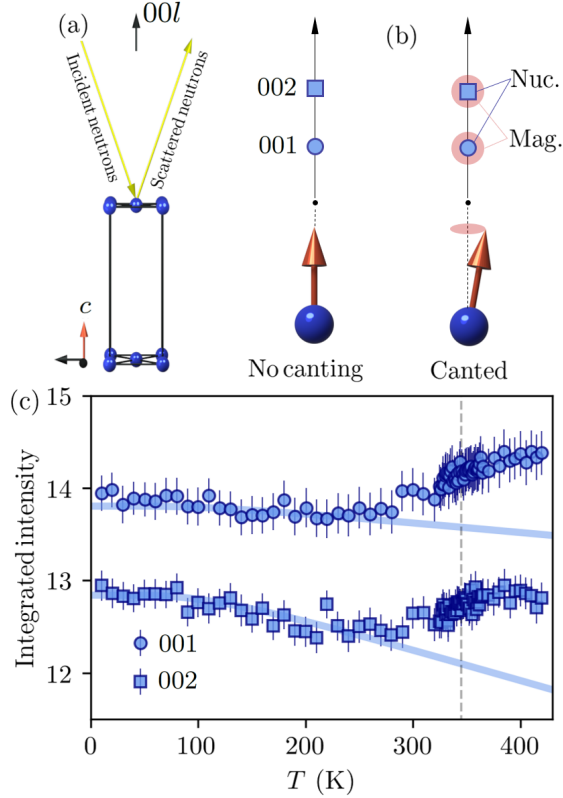 (a)
00l
Incident neutrons
Scattered neutrons
c
002
001
No canting
(b)
Nuc.
Mag.
Canted
(c)
15
14
13
12
Integrated intensity
001
002
0
100
200
300
400
T (K)